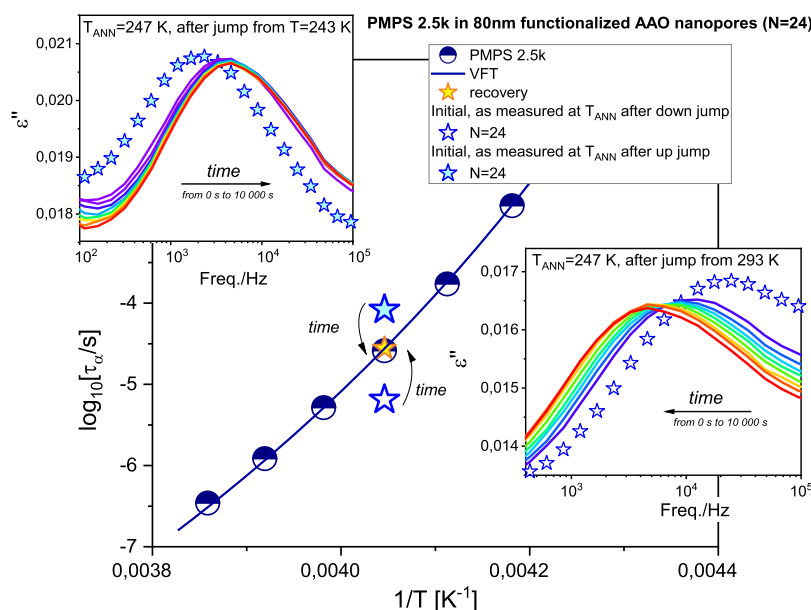 PMPS 2.5k in 80nm functionalized AAO nanopores (N=24)
T_ANN=247 K, after jump from T=243 K
0,021
0,020
0,019
0,018
ε"
time
from 0 s to 10 000 s
10^2 10^3 10^4 10^5
Freq./Hz
PMPS 2.5k
VFT
recovery
Initial, as measured at T_ANN after down jump
N=24
Initial, as measured at T_ANN after up jump
N=24
T_ANN=247 K, after jump from 293 K
0,017
0,016
0,015
0,014
ε"
time
from 0 s to 10 000 s
10^3 10^4 10^5
Freq./Hz
time
time
-4
-5
-6
-7
log10[τα/s]
0,0038 0,0040 0,0042 0,0044
1/T [K^-1]